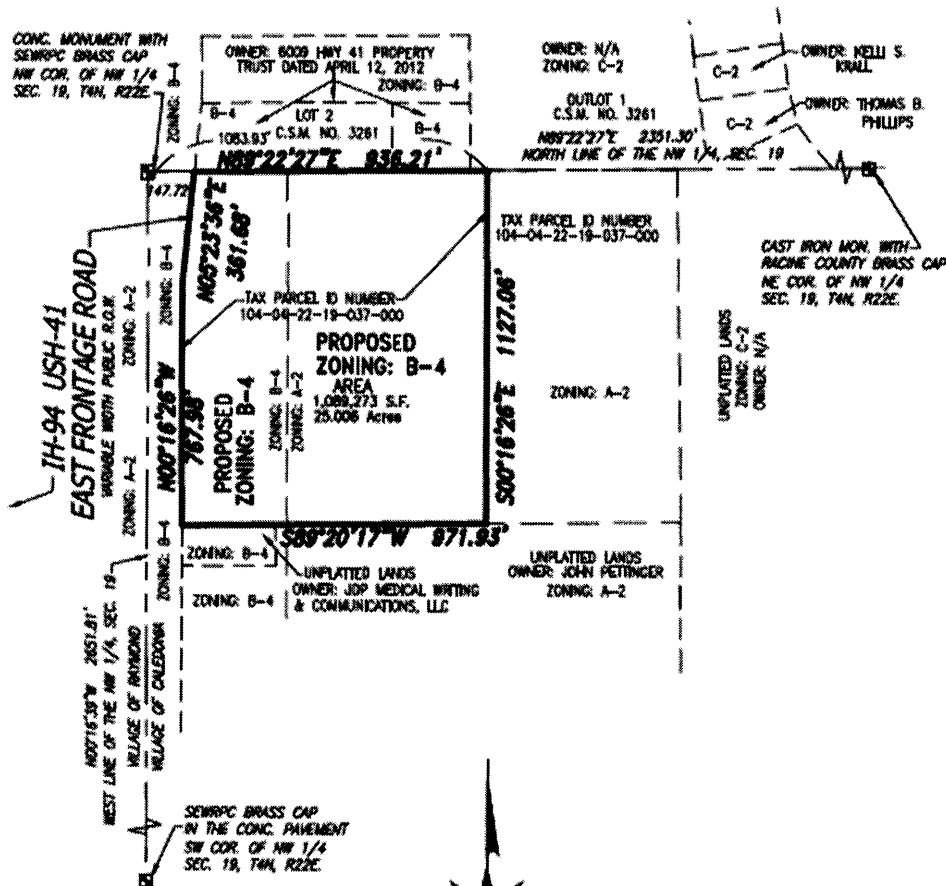 CONC. MONUMENT WITH
SEWRPC BRASS CAP
NW COR. OF NW 1/4
SEC. 19, T4N, R22E.
ZONING: B-4
OWNER: 6009 HWY 41 PROPERTY
TRUST DATED APRIL 12, 2012
ZONING: B-4
B-4
LOT 2
C.S.M. NO. 3261
B-4
1083.93'
N89°22'27"E 936.21'
OWNER: N/A
ZONING: C-2
OUTLOT 1
C.S.M. NO. 3261
N89°22'27"E 2351.30'
NORTH LINE OF THE NW 1/4, SEC. 19
C-2
OWNER: KELLI S.
KRALL
C-2
OWNER: THOMAS B.
PHILLIPS
147.72'
N05°23'36"E
361.68'
TAX PARCEL ID NUMBER
104-04-22-19-037-000
TAX PARCEL ID NUMBER
104-04-22-19-037-000
CAST IRON MON. WITH
RACINE COUNTY BRASS CAP
NE COR. OF NW 1/4
SEC. 19, T4N, R22E.
IH-94 USH-41
EAST FRONTAGE ROAD
VARIABLE WIDTH PUBLIC R.O.W.
ZONING: A-2
ZONING: B-4
N00°16'26"W
767.98'
PROPOSED
ZONING: B-4
ZONING: B-4
ZONING: A-2
PROPOSED
ZONING: B-4
AREA
1,089,273 S.F.
25.006 Acres
S00°16'26"E 1127.06'
ZONING: A-2
UNPLATTED LANDS
ZONING: C-2
OWNER: N/A
ZONING: A-2
ZONING: B-4
S89°20'17"W 971.93'
ZONING: B-4
ZONING: B-4
UNPLATTED LANDS
OWNER: JDP MEDICAL WRITING
& COMMUNICATIONS, LLC
UNPLATTED LANDS
OWNER: JOHN PETTINGER
ZONING: A-2
N00°16'39"W 2651.81'
WEST LINE OF THE NW 1/4, SEC. 19
VILLAGE OF RAYMOND
VILLAGE OF CALEDONIA
SEWRPC BRASS CAP
IN THE CONC. PAVEMENT
SW COR. OF NW 1/4
SEC. 19, T4N, R22E.